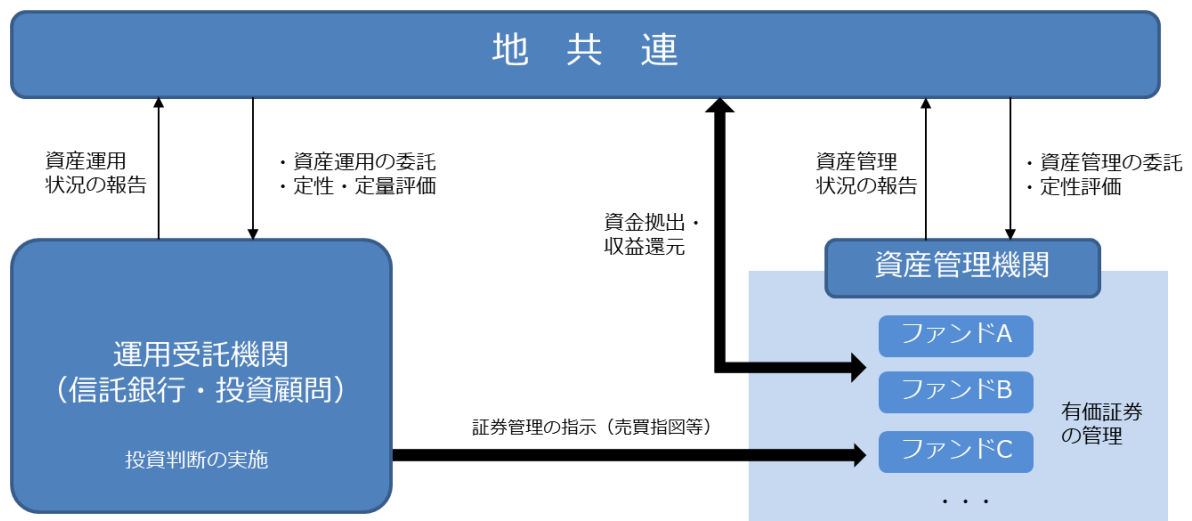 地 共 連
資産運用
状況の報告
・資産運用の委託
・定性・定量評価
資金拠出・
収益還元
資産管理
状況の報告
・資産管理の委託
・定性評価
運用受託機関
（信託銀行・投資顧問）
投資判断の実施
証券管理の指示（売買指図等）
資産管理機関
ファンドA
ファンドB
ファンドC
・・・
有価証券
の管理